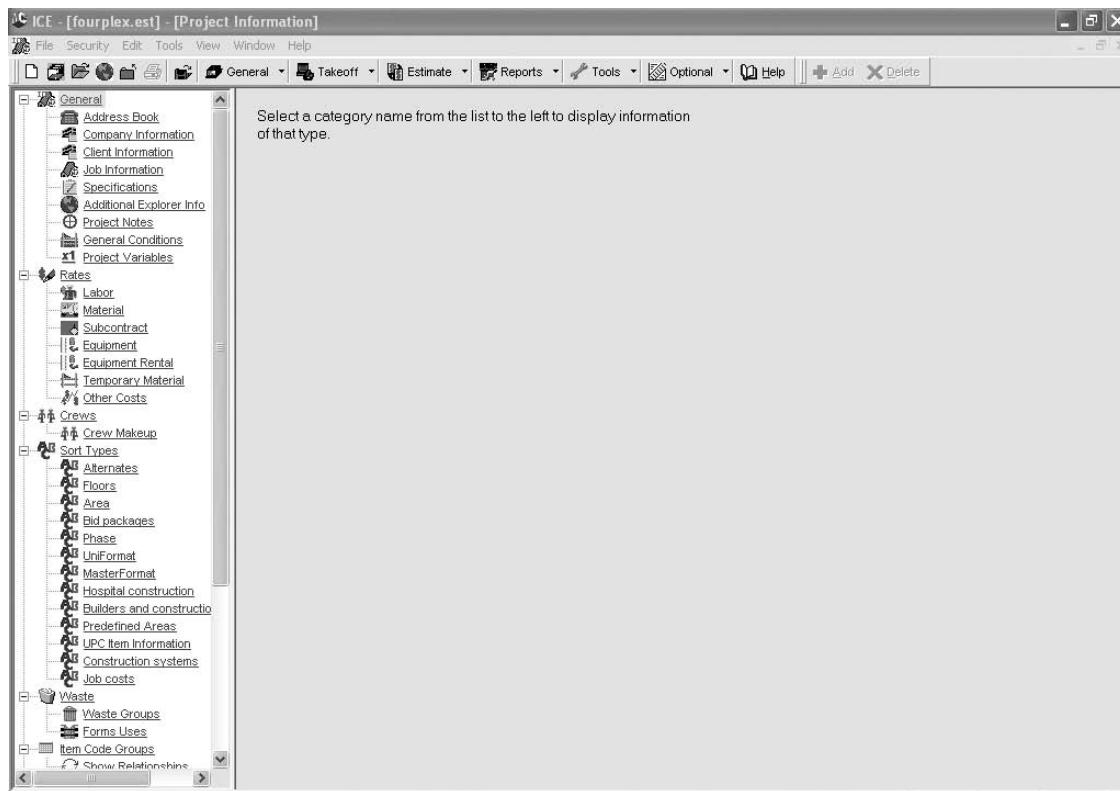 ICE - [fourplex.est] - [Project Information]
File Security Edit Tools View Window Help
General Takeoff Estimate Reports Tools Optional Help Add Delete
General
Address Book
Company Information
Client Information
Job Information
Specifications
Additional Explorer Info
Project Notes
General Conditions
x1 Project Variables
Rates
Labor
Material
Subcontract
Equipment
Equipment Rental
Temporary Material
Other Costs
Crews
Crew Makeup
Sort Types
Alternates
Floors
Area
Bid packages
Phase
UniFormat
MasterFormat
Hospital construction
Builders and constructio
Predefined Areas
UPC Item Information
Construction systems
Job costs
Waste
Waste Groups
Forms Uses
Item Code Groups
Show Relationships
Select a category name from the list to the left to display information
of that type.